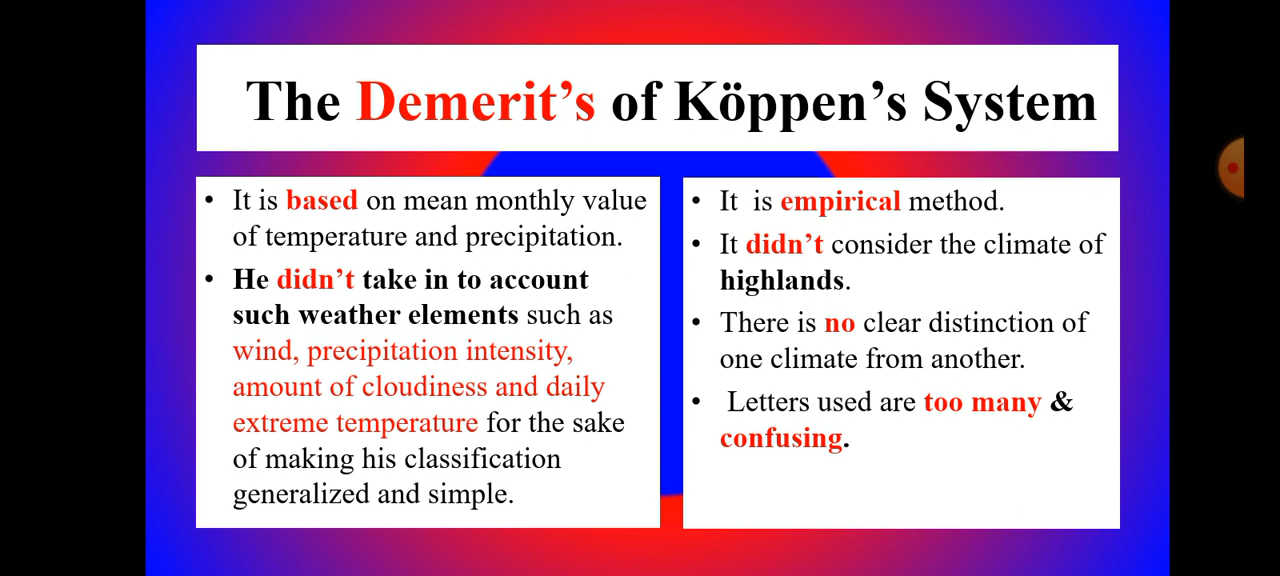 The Demerit’s of Köppen’s System
• It is based on mean monthly value
of temperature and precipitation.
• He didn’t take in to account
such weather elements such as
wind, precipitation intensity,
amount of cloudiness and daily
extreme temperature for the sake
of making his classification
generalized and simple.
• It is empirical method.
• It didn’t consider the climate of
highlands.
• There is no clear distinction of
one climate from another.
• Letters used are too many &
confusing.